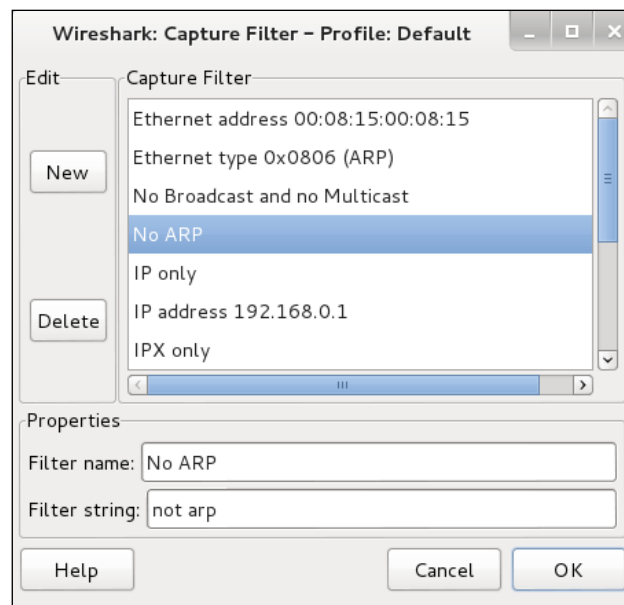 Wireshark: Capture Filter - Profile: Default
Edit
Capture Filter
New
Delete
Ethernet address 00:08:15:00:08:15
Ethernet type 0x0806 (ARP)
No Broadcast and no Multicast
No ARP
IP only
IP address 192.168.0.1
IPX only
Properties
Filter name: No ARP
Filter string: not arp
Help Cancel OK